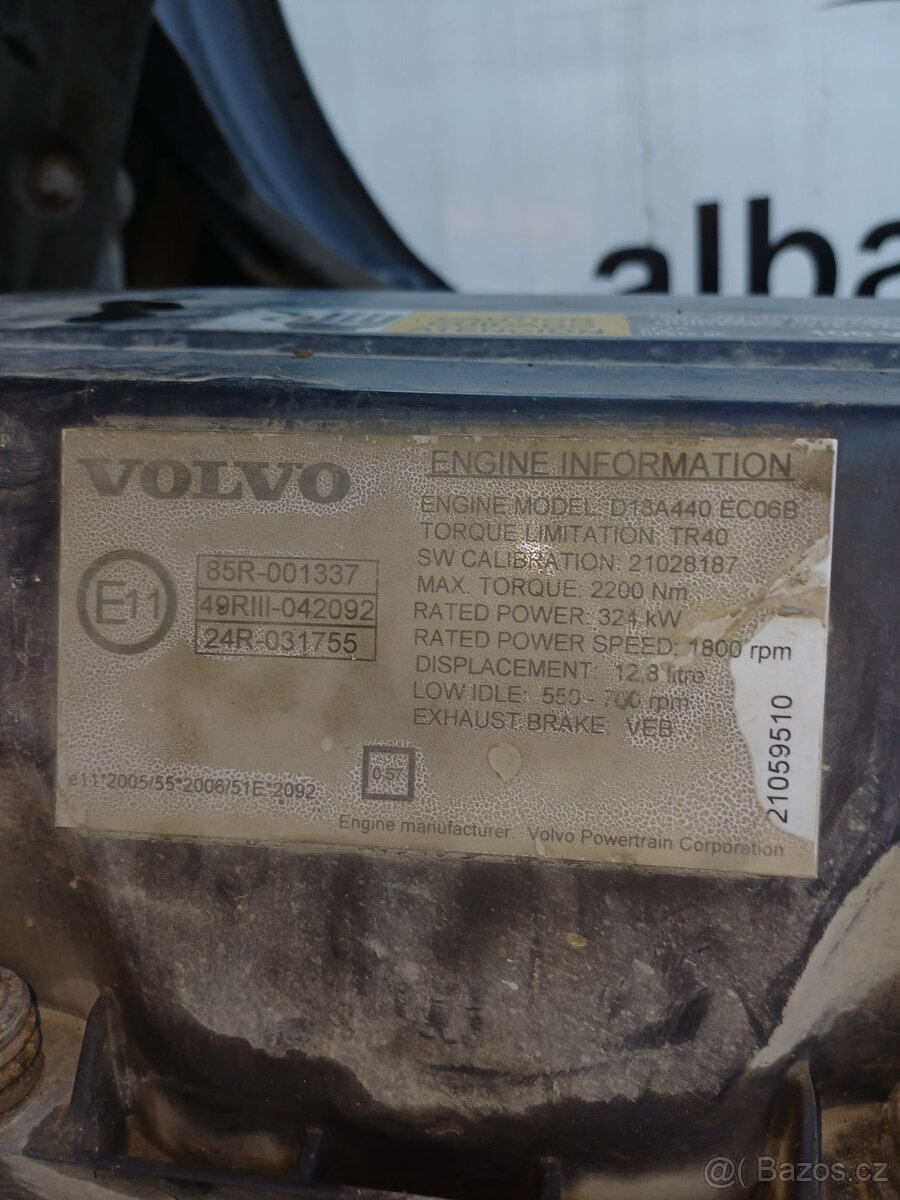 alba
VOLVO
ENGINE INFORMATION
ENGINE MODEL: D13A440 EC06B
TORQUE LIMITATION: TR40
SW CALIBRATION: 21028187
MAX. TORQUE: 2200 Nm
RATED POWER: 324 kW
RATED POWER SPEED: 1800 rpm
DISPLACEMENT: 12.8 litre
LOW IDLE: 550 - 700 rpm
EXHAUST BRAKE: VEB
E11
85R-001337
49RIII-042092
24R-031755
21059510
0.57
e11*2005/55*2006/51E*2092
Engine manufacturer: Volvo Powertrain Corporation
@( Bazos.cz